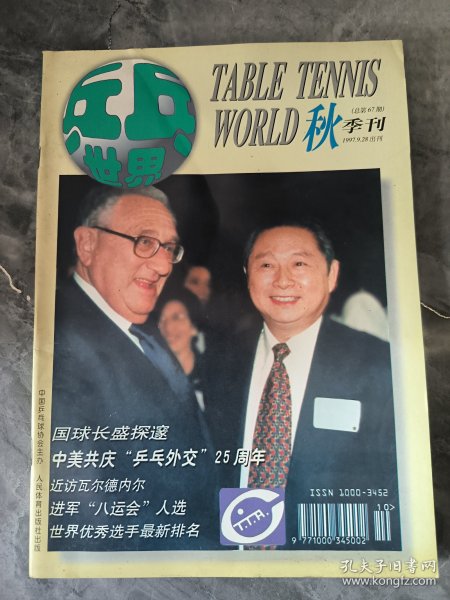 乒乓
世界
TABLE TENNIS
WORLD 秋季刊
(总第67期)
1997.9.28出刊
国球长盛探邃
中美共庆“乒乓外交”25周年
近访瓦尔德内尔
进军“八运会”人选
世界优秀选手最新排名
中国乒乓球协会主办 人民体育出版社出版
T.T.A.
ISSN 1000-3452
10>
9 771000 345002
孔夫子旧书网
www.kongfz.com